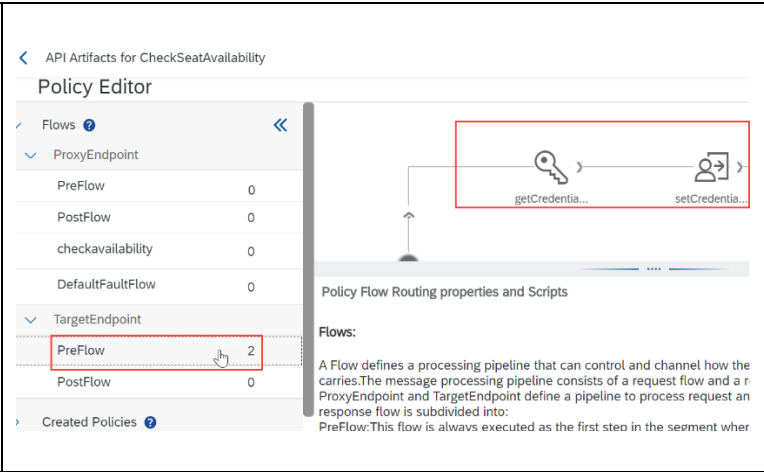 API Artifacts for CheckSeatAvailability
Policy Editor
Flows
ProxyEndpoint
PreFlow 0
PostFlow 0
checkavailability 0
DefaultFaultFlow 0
TargetEndpoint
PreFlow 2
PostFlow 0
Created Policies
getCredentia...
setCredentia...
Policy Flow Routing properties and Scripts
Flows:
A Flow defines a processing pipeline that can control and channel how the
carries.The message processing pipeline consists of a request flow and a
ProxyEndpoint and TargetEndpoint define a pipeline to process request an
response flow is subdivided into:
PreFlow:This flow is always executed as the first step in the segment wher